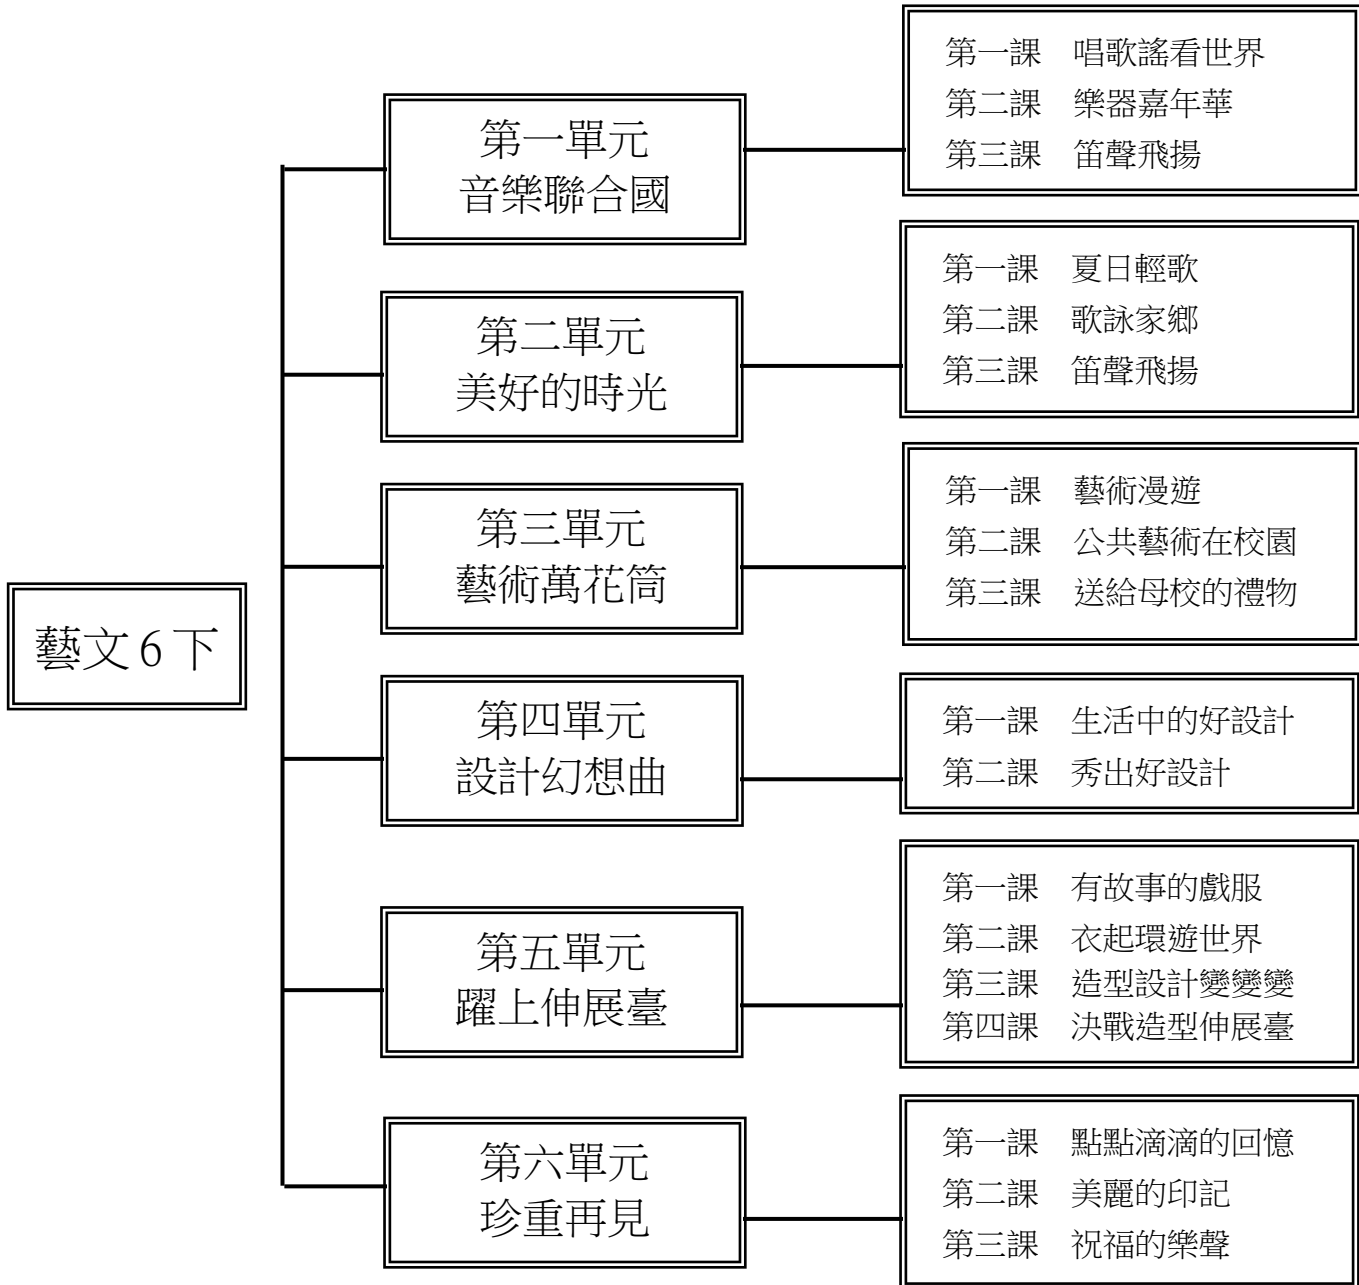 藝文6下
第一單元
音樂聯合國
第一課　唱歌謠看世界
第二課　樂器嘉年華
第三課　笛聲飛揚
第二單元
美好的時光
第一課　夏日輕歌
第二課　歌詠家鄉
第三課　笛聲飛揚
第三單元
藝術萬花筒
第一課　藝術漫遊
第二課　公共藝術在校園
第三課　送給母校的禮物
第四單元
設計幻想曲
第一課　生活中的好設計
第二課　秀出好設計
第五單元
躍上伸展臺
第一課　有故事的戲服
第二課　衣起環遊世界
第三課　造型設計變變變
第四課　決戰造型伸展臺
第六單元
珍重再見
第一課　點點滴滴的回憶
第二課　美麗的印記
第三課　祝福的樂聲